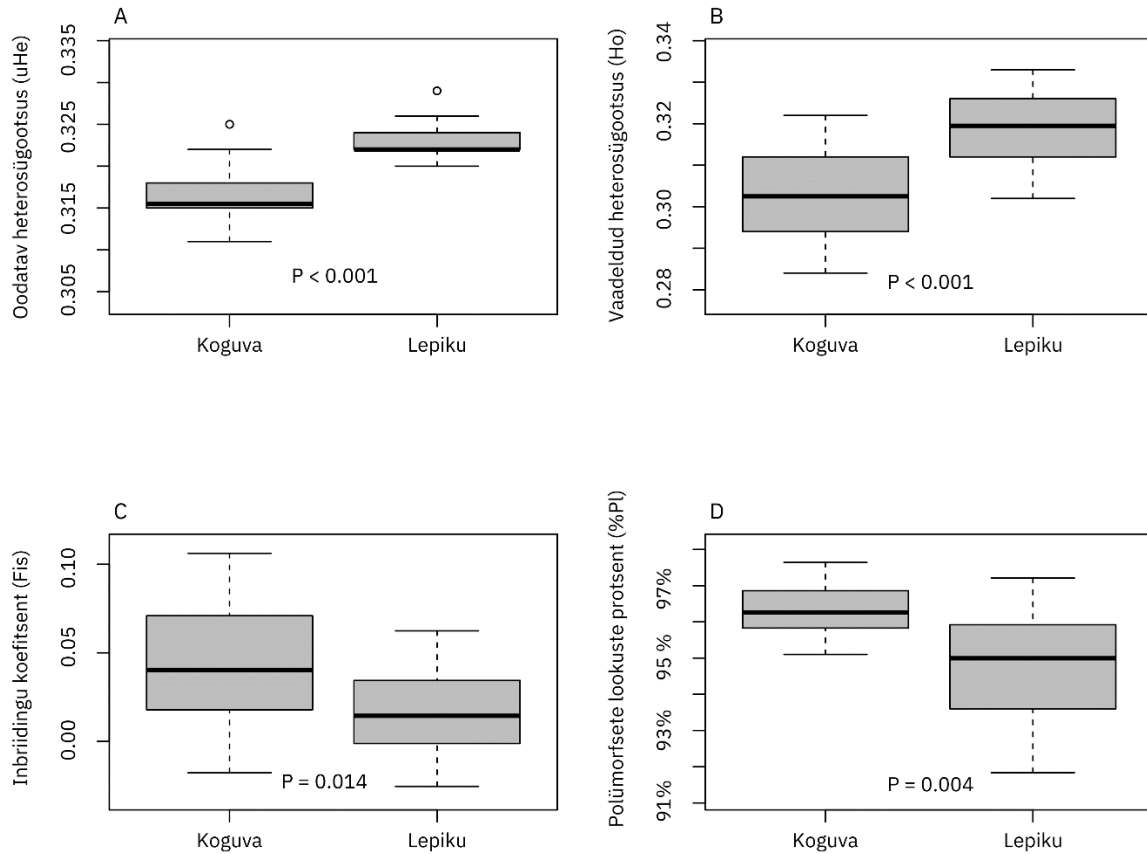 A
Oodatav heterosügootsus (uHe)
0.335
0.325
0.315
0.305
P < 0.001
Koguva
Lepiku
B
Vaadeldud heterosügootsus (Ho)
0.34
0.32
0.30
0.28
P < 0.001
Koguva
Lepiku
C
Inbriidingu koefitsent (Fis)
0.10
0.05
0.00
P = 0.014
Koguva
Lepiku
D
Polümorfsete lookuste protsent (%Pl)
97%
95 %
93%
91%
P = 0.004
Koguva
Lepiku